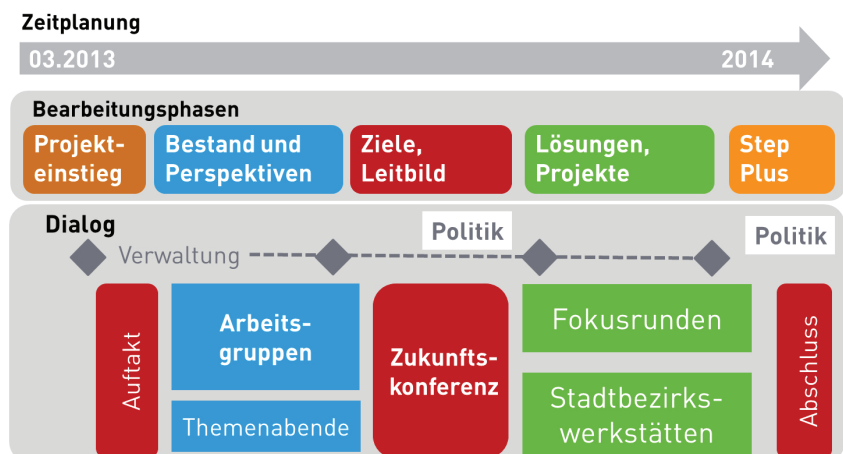 Zeitplanung
03.2013 2014
Bearbeitungsphasen
Projekt-
einstieg
Bestand und
Perspektiven
Ziele,
Leitbild
Lösungen,
Projekte
Step
Plus
Dialog
Verwaltung
Politik
Politik
Auftakt
Arbeits-
gruppen
Themenabende
Zukunfts-
konferenz
Fokusrunden
Stadtbezirks-
werkstätten
Abschluss